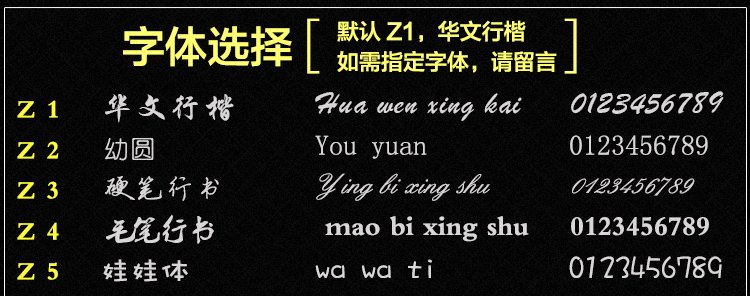 字体选择 [ 默认 Z1，华文行楷
如需指定字体，请留言 ]
Z 1 华文行楷 Hua wen xing kai 0123456789
Z 2 幼圆 You yuan 0123456789
Z 3 硬笔行书 Ying bi xing shu 0123456789
Z 4 毛笔行书 mao bi xing shu 0123456789
Z 5 娃娃体 wa wa ti 0123456789